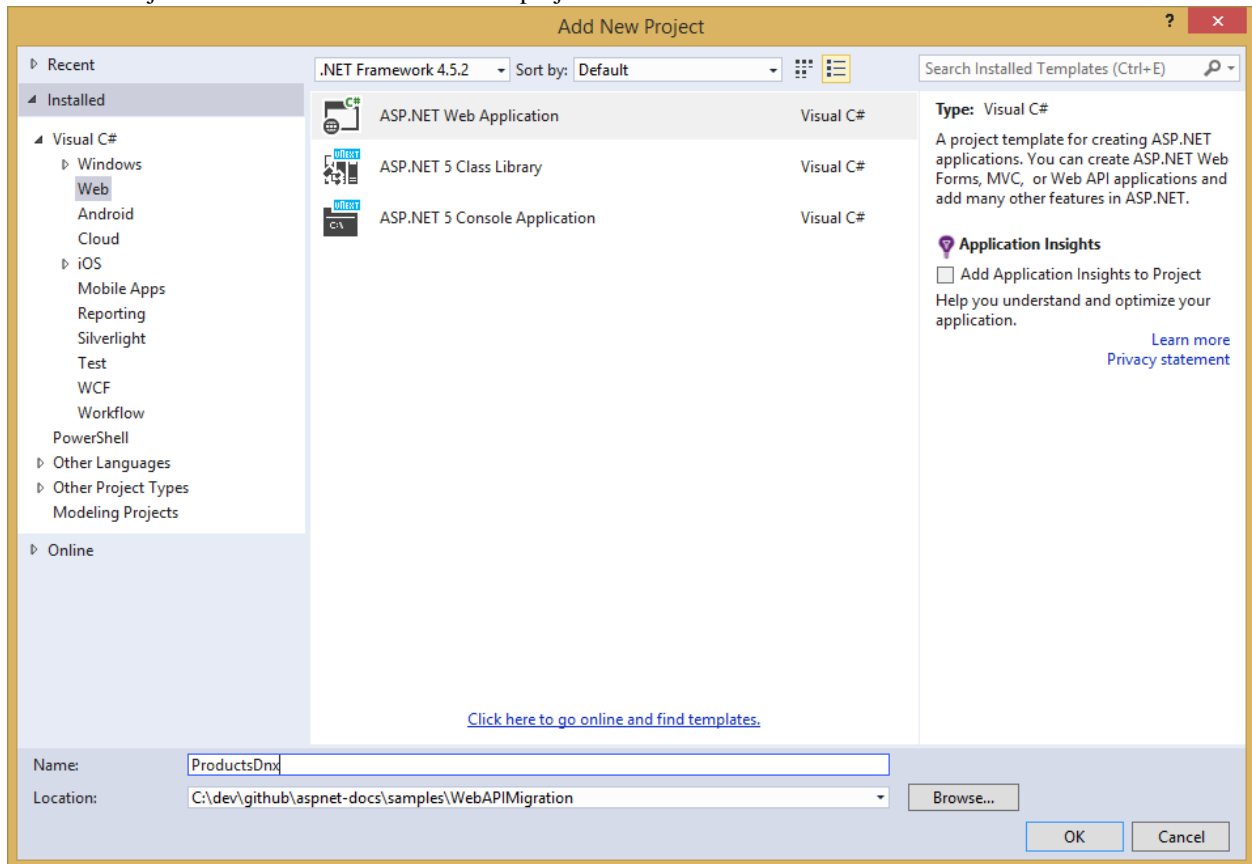 Add New Project
?
×
Recent
Installed
Visual C#
Windows
Web
Android
Cloud
iOS
Mobile Apps
Reporting
Silverlight
Test
WCF
Workflow
PowerShell
Other Languages
Other Project Types
Modeling Projects
Online
.NET Framework 4.5.2 Sort by: Default
C# ASP.NET Web Application Visual C#
VNEXT ASP.NET 5 Class Library Visual C#
VNEXT C:\ ASP.NET 5 Console Application Visual C#
Click here to go online and find templates.
Search Installed Templates (Ctrl+E)
Type: Visual C#
A project template for creating ASP.NET
applications. You can create ASP.NET Web
Forms, MVC, or Web API applications and
add many other features in ASP.NET.
Application Insights
Add Application Insights to Project
Help you understand and optimize your
application.
Learn more
Privacy statement
Name: ProductsDnx
Location: C:\dev\github\aspnet-docs\samples\WebAPIMigration Browse...
OK Cancel